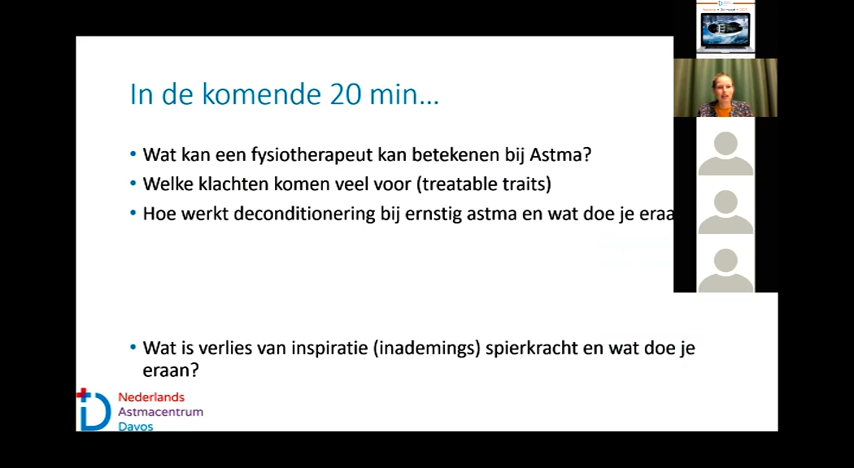 In de komende 20 min...
• Wat kan een fysiotherapeut kan betekenen bij Astma?
• Welke klachten komen veel voor (treatable traits)
• Hoe werkt deconditionering bij ernstig astma en wat doe je eraa
• Wat is verlies van inspiratie (inademings) spierkracht en wat doe je
eraan?
Nederlands
Astmacentrum
Davos